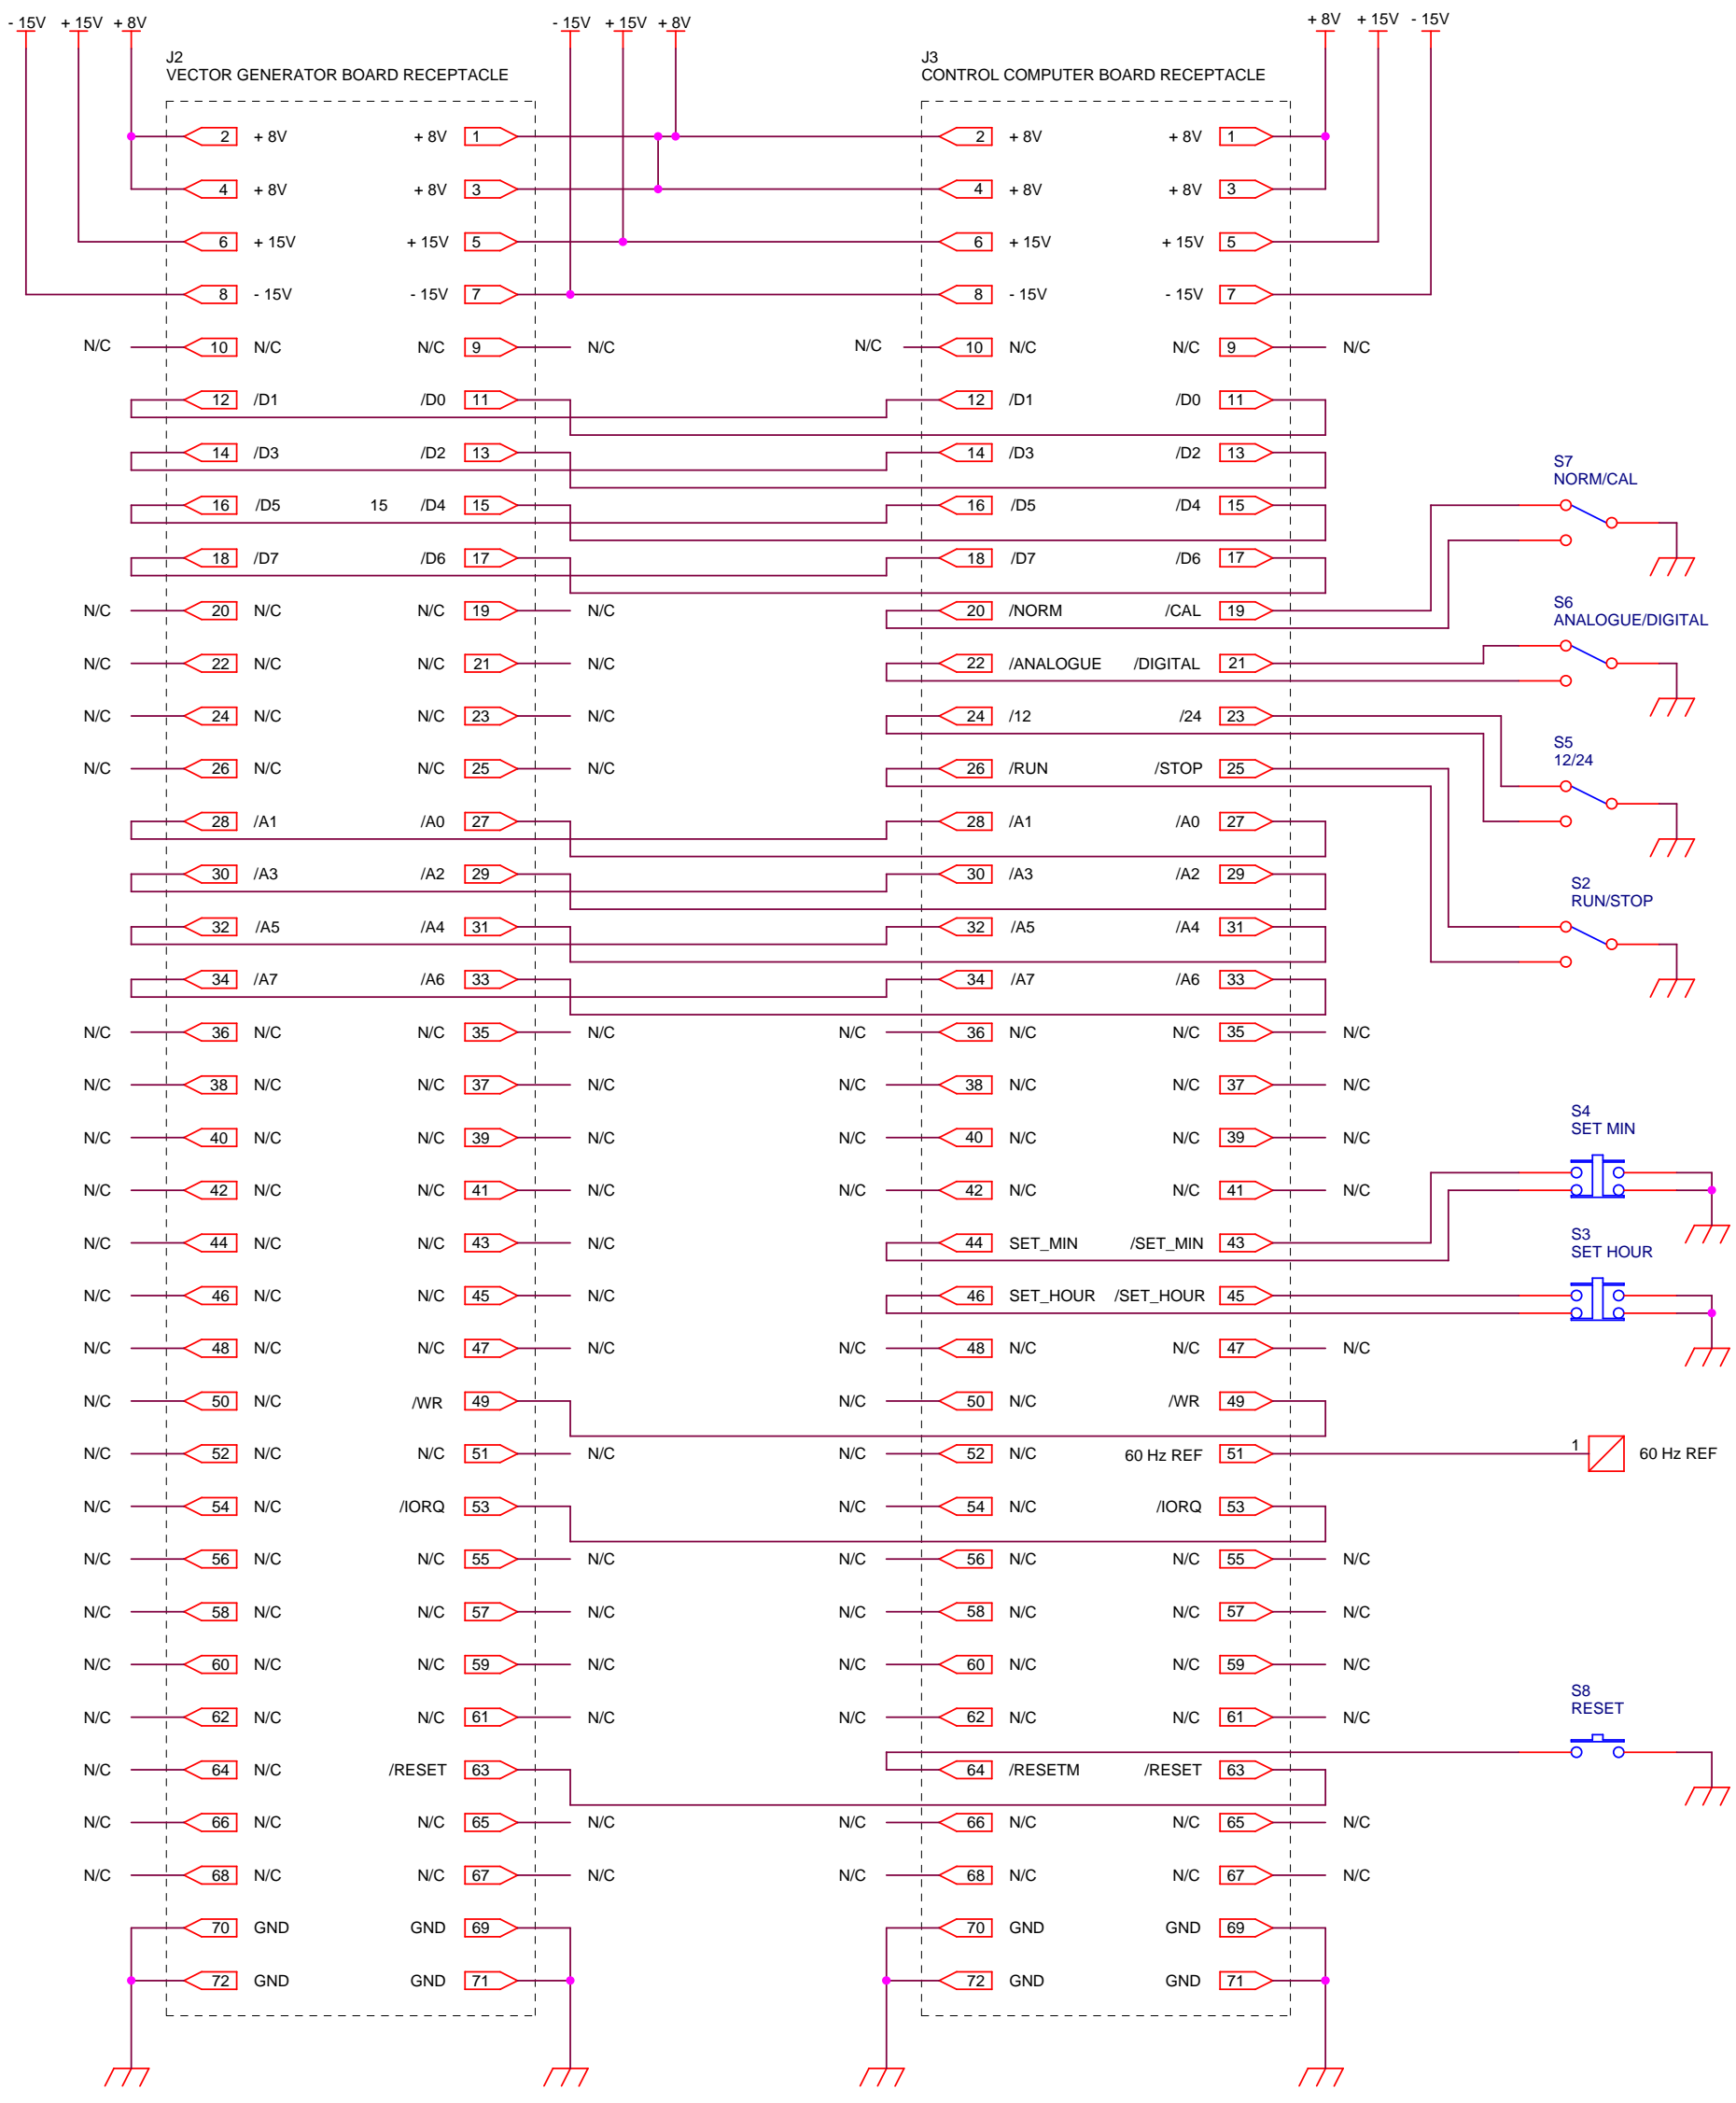 - 15V + 15V + 8V - 15V + 15V + 8V + 8V + 15V - 15V
J2 J3
VECTOR GENERATOR BOARD RECEPTACLE CONTROL COMPUTER BOARD RECEPTACLE
2 + 8V + 8V 1 2 + 8V + 8V 1
4 + 8V + 8V 3 4 + 8V + 8V 3
6 + 15V + 15V 5 6 + 15V + 15V 5
8 - 15V - 15V 7 8 - 15V - 15V 7
N/C 10 N/C N/C 9 N/C N/C 10 N/C N/C 9 N/C
12 /D1 /D0 11 12 /D1 /D0 11
14 /D3 /D2 13 14 /D3 /D2 13
S7
NORM/CAL
16 /D5 15 /D4 15 16 /D5 /D4 15
18 /D7 /D6 17 18 /D7 /D6 17
N/C 20 N/C N/C 19 N/C 20 /NORM /CAL 19
S6
ANALOGUE/DIGITAL
N/C 22 N/C N/C 21 N/C 22 /ANALOGUE /DIGITAL 21
N/C 24 N/C N/C 23 N/C 24 /12 /24 23
S5
12/24
N/C 26 N/C N/C 25 N/C 26 /RUN /STOP 25
28 /A1 /A0 27 28 /A1 /A0 27
30 /A3 /A2 29 30 /A3 /A2 29
S2
RUN/STOP
32 /A5 /A4 31 32 /A5 /A4 31
34 /A7 /A6 33 34 /A7 /A6 33
N/C 36 N/C N/C 35 N/C N/C 36 N/C N/C 35 N/C
N/C 38 N/C N/C 37 N/C N/C 38 N/C N/C 37 N/C
S4
SET MIN
N/C 40 N/C N/C 39 N/C N/C 40 N/C N/C 39 N/C
N/C 42 N/C N/C 41 N/C N/C 42 N/C N/C 41 N/C
N/C 44 N/C N/C 43 N/C 44 SET_MIN /SET_MIN 43
S3
SET HOUR
N/C 46 N/C N/C 45 N/C 46 SET_HOUR /SET_HOUR 45
N/C 48 N/C N/C 47 N/C N/C 48 N/C N/C 47 N/C
N/C 50 N/C /WR 49 N/C 50 N/C /WR 49
N/C 52 N/C N/C 51 N/C N/C 52 N/C 60 Hz REF 51 1 60 Hz REF
N/C 54 N/C /IORQ 53 N/C 54 N/C /IORQ 53
N/C 56 N/C N/C 55 N/C N/C 56 N/C N/C 55 N/C
N/C 58 N/C N/C 57 N/C N/C 58 N/C N/C 57 N/C
N/C 60 N/C N/C 59 N/C N/C 60 N/C N/C 59 N/C
S8
RESET
N/C 62 N/C N/C 61 N/C N/C 62 N/C N/C 61 N/C
N/C 64 N/C /RESET 63 64 /RESETM /RESET 63
N/C 66 N/C N/C 65 N/C N/C 66 N/C N/C 65 N/C
N/C 68 N/C N/C 67 N/C N/C 68 N/C N/C 67 N/C
70 GND GND 69 70 GND GND 69
72 GND GND 71 72 GND GND 71